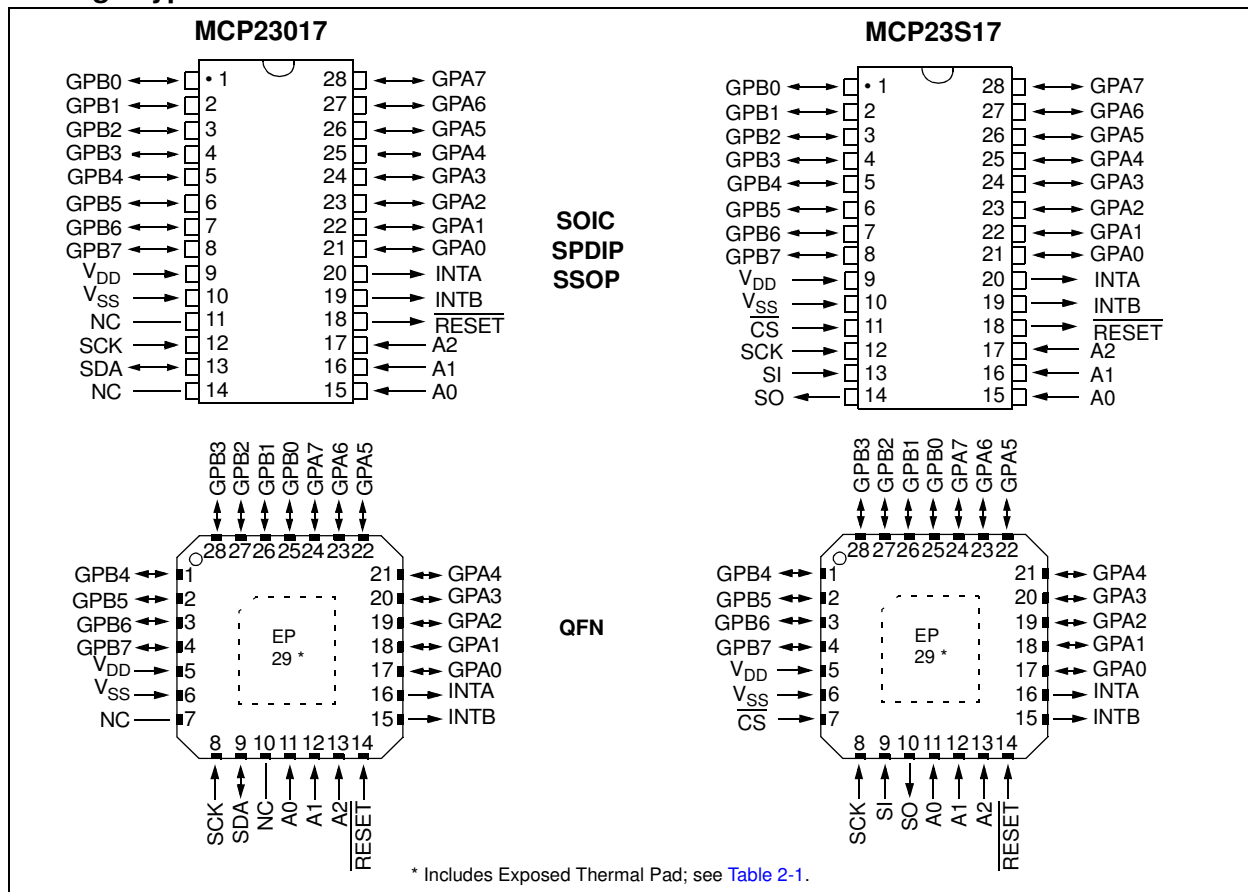 MCP23017
GPB0 • 1 28 GPA7
GPB1 2 27 GPA6
GPB2 3 26 GPA5
GPB3 4 25 GPA4
GPB4 5 24 GPA3
GPB5 6 23 GPA2
GPB6 7 22 GPA1
GPB7 8 21 GPA0
VDD 9 20 INTA
VSS 10 19 INTB
NC 11 18 RESET
SCK 12 17 A2
SDA 13 16 A1
NC 14 15 A0
SOIC
SPDIP
SSOP
MCP23S17
GPB0 • 1 28 GPA7
GPB1 2 27 GPA6
GPB2 3 26 GPA5
GPB3 4 25 GPA4
GPB4 5 24 GPA3
GPB5 6 23 GPA2
GPB6 7 22 GPA1
GPB7 8 21 GPA0
VDD 9 20 INTA
VSS 10 19 INTB
CS 11 18 RESET
SCK 12 17 A2
SI 13 16 A1
SO 14 15 A0
GPB3 GPB2 GPB1 GPB0 GPA7 GPA6 GPA5
28 27 26 25 24 23 22
GPB4 1 21 GPA4
GPB5 2 20 GPA3
GPB6 3 19 GPA2
GPB7 4 18 GPA1
VDD 5 17 GPA0
VSS 6 16 INTA
NC 7 15 INTB
EP
29 *
8 9 10 11 12 13 14
SCK SDA NC A0 A1 A2 RESET
QFN
GPB3 GPB2 GPB1 GPB0 GPA7 GPA6 GPA5
28 27 26 25 24 23 22
GPB4 1 21 GPA4
GPB5 2 20 GPA3
GPB6 3 19 GPA2
GPB7 4 18 GPA1
VDD 5 17 GPA0
VSS 6 16 INTA
CS 7 15 INTB
EP
29 *
8 9 10 11 12 13 14
SCK SI SO A0 A1 A2 RESET
* Includes Exposed Thermal Pad; see Table 2-1.